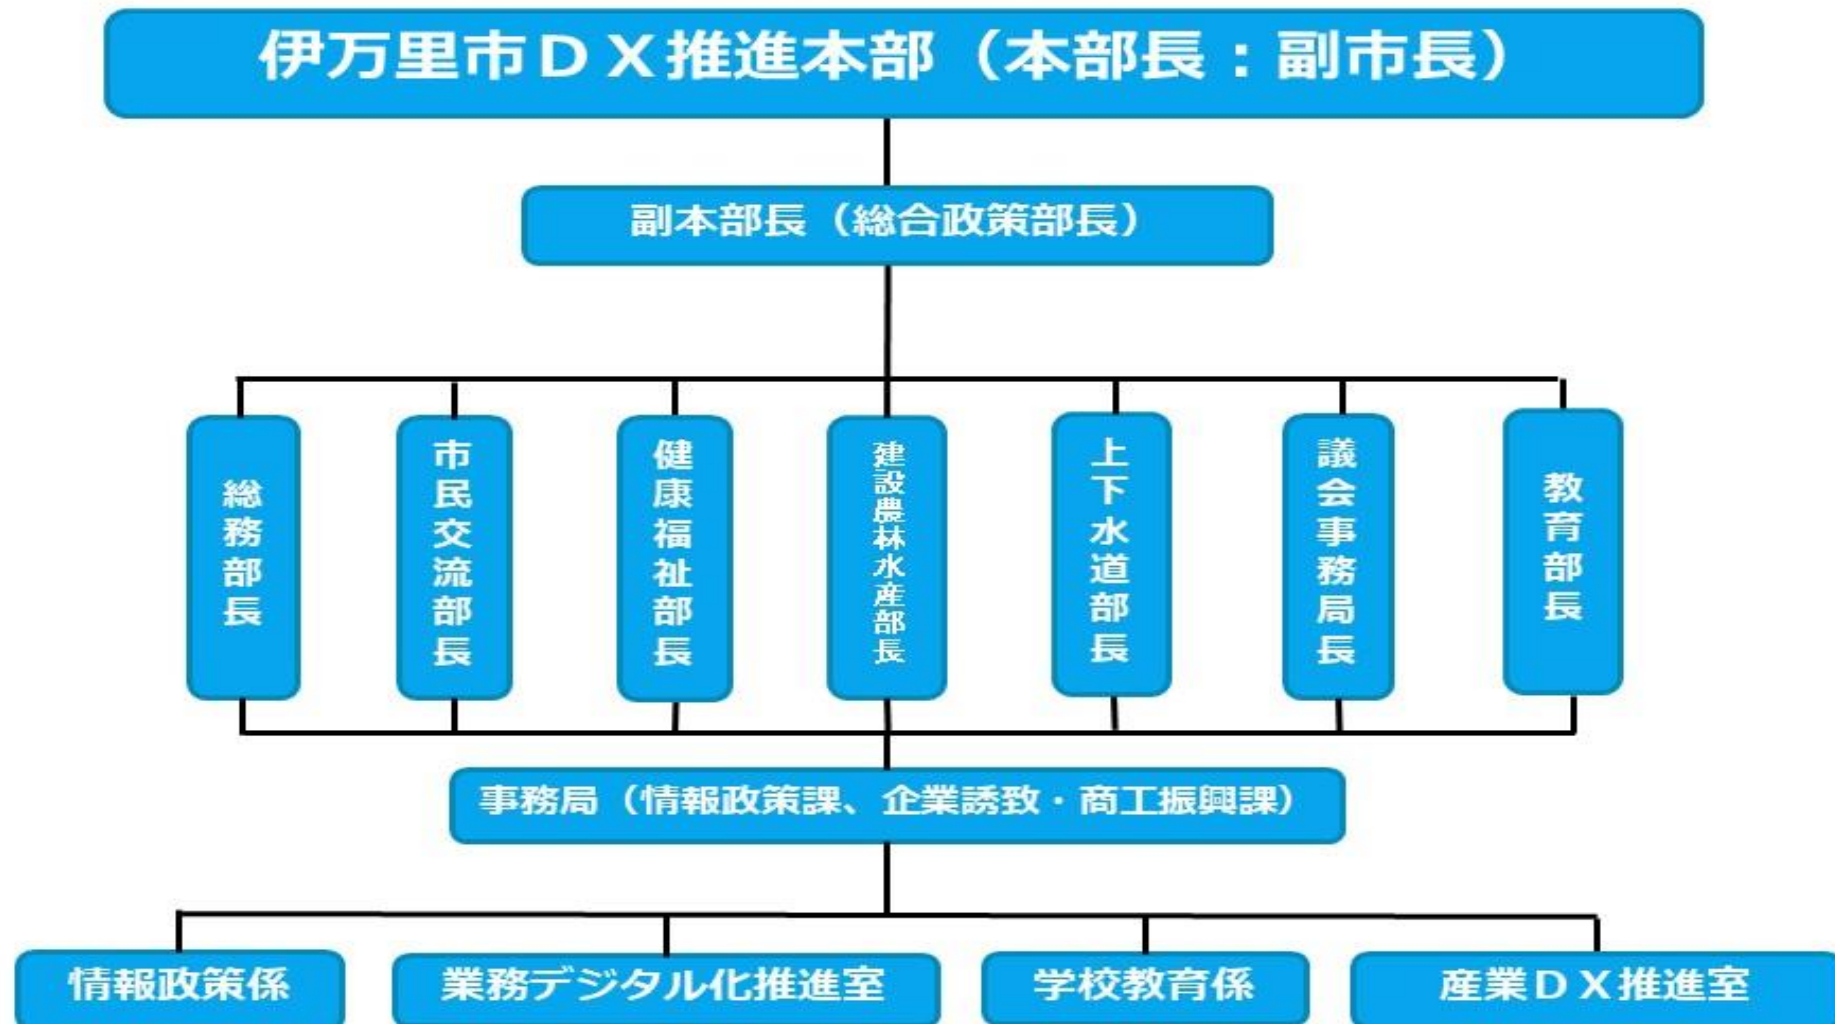 伊万里市ＤＸ推進本部（本部長：副市長）
副本部長（総合政策部長）
総務部長
市民交流部長
健康福祉部長
建設農林水産部長
上下水道部長
議会事務局長
教育部長
事務局（情報政策課、企業誘致・商工振興課）
情報政策係
業務デジタル化推進室
学校教育係
産業ＤＸ推進室